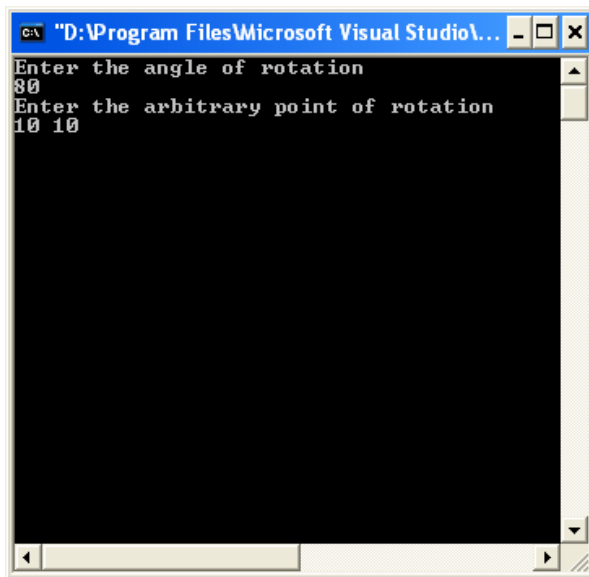 "D:\Program Files\Microsoft Visual Studio\...
Enter the angle of rotation
80
Enter the arbitrary point of rotation
10 10